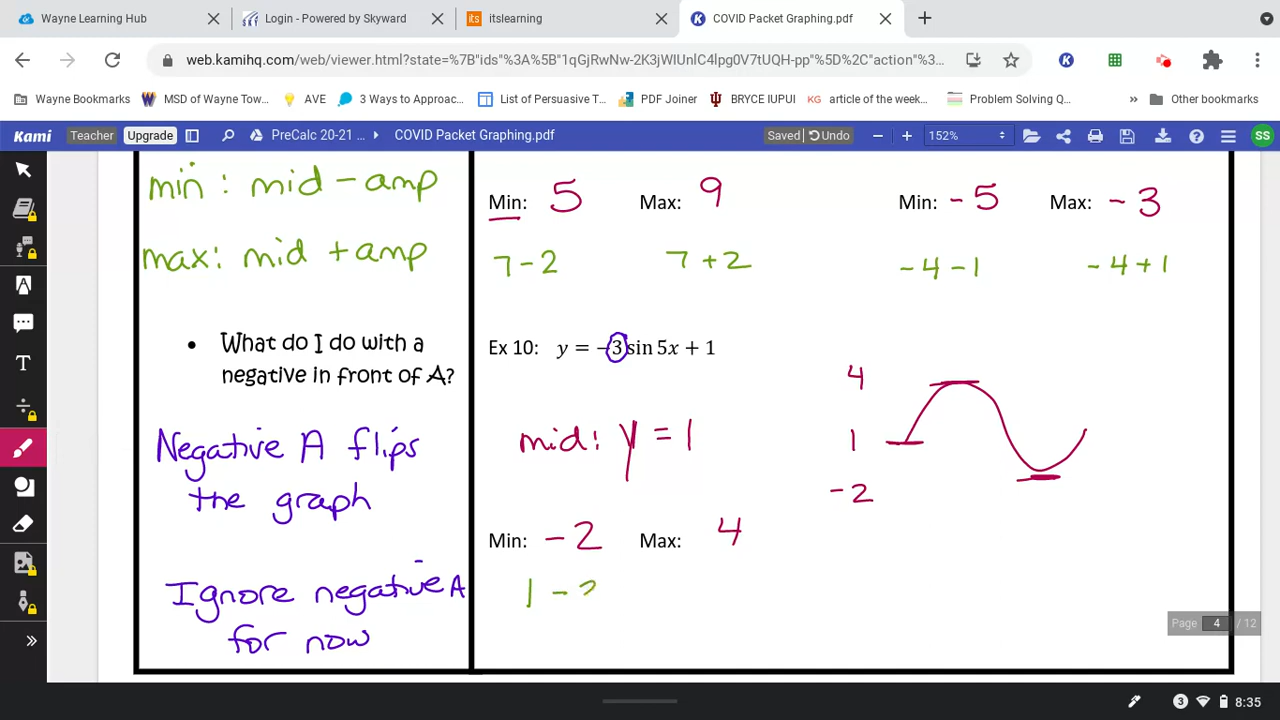 Wayne Learning Hub
Login - Powered by Skyward
its itslearning
K COVID Packet Graphing.pdf
web.kamihq.com/web/viewer.html?state=%7B"ids"%3A%5B"1qGjRwNw-2K3jWIUnlC4lpg0V7tUQH-pp"%5D%2C"action"%3...
Wayne Bookmarks
MSD of Wayne Tow...
AVE
3 Ways to Approac...
List of Persuasive T...
PDF Joiner
BRYCE IUPUI
KG article of the week...
Problem Solving Q...
» Other bookmarks
Kami Teacher Upgrade
PreCalc 20-21 ...
COVID Packet Graphing.pdf
Saved Undo
152%
SS
min : mid - amp
max: mid + amp
• What do I do with a
negative in front of A?
Negative A flips
the graph
Ignore negative A
for now
Min: 5 Max: 9
7-2 7+2
Min: -5 Max: -3
-4-1 -4+1
Ex 10: y = −3 sin 5x + 1
mid: y = 1
4
1
-2
Min: -2 Max: 4
1 -
Page 4 / 12
3 8:35